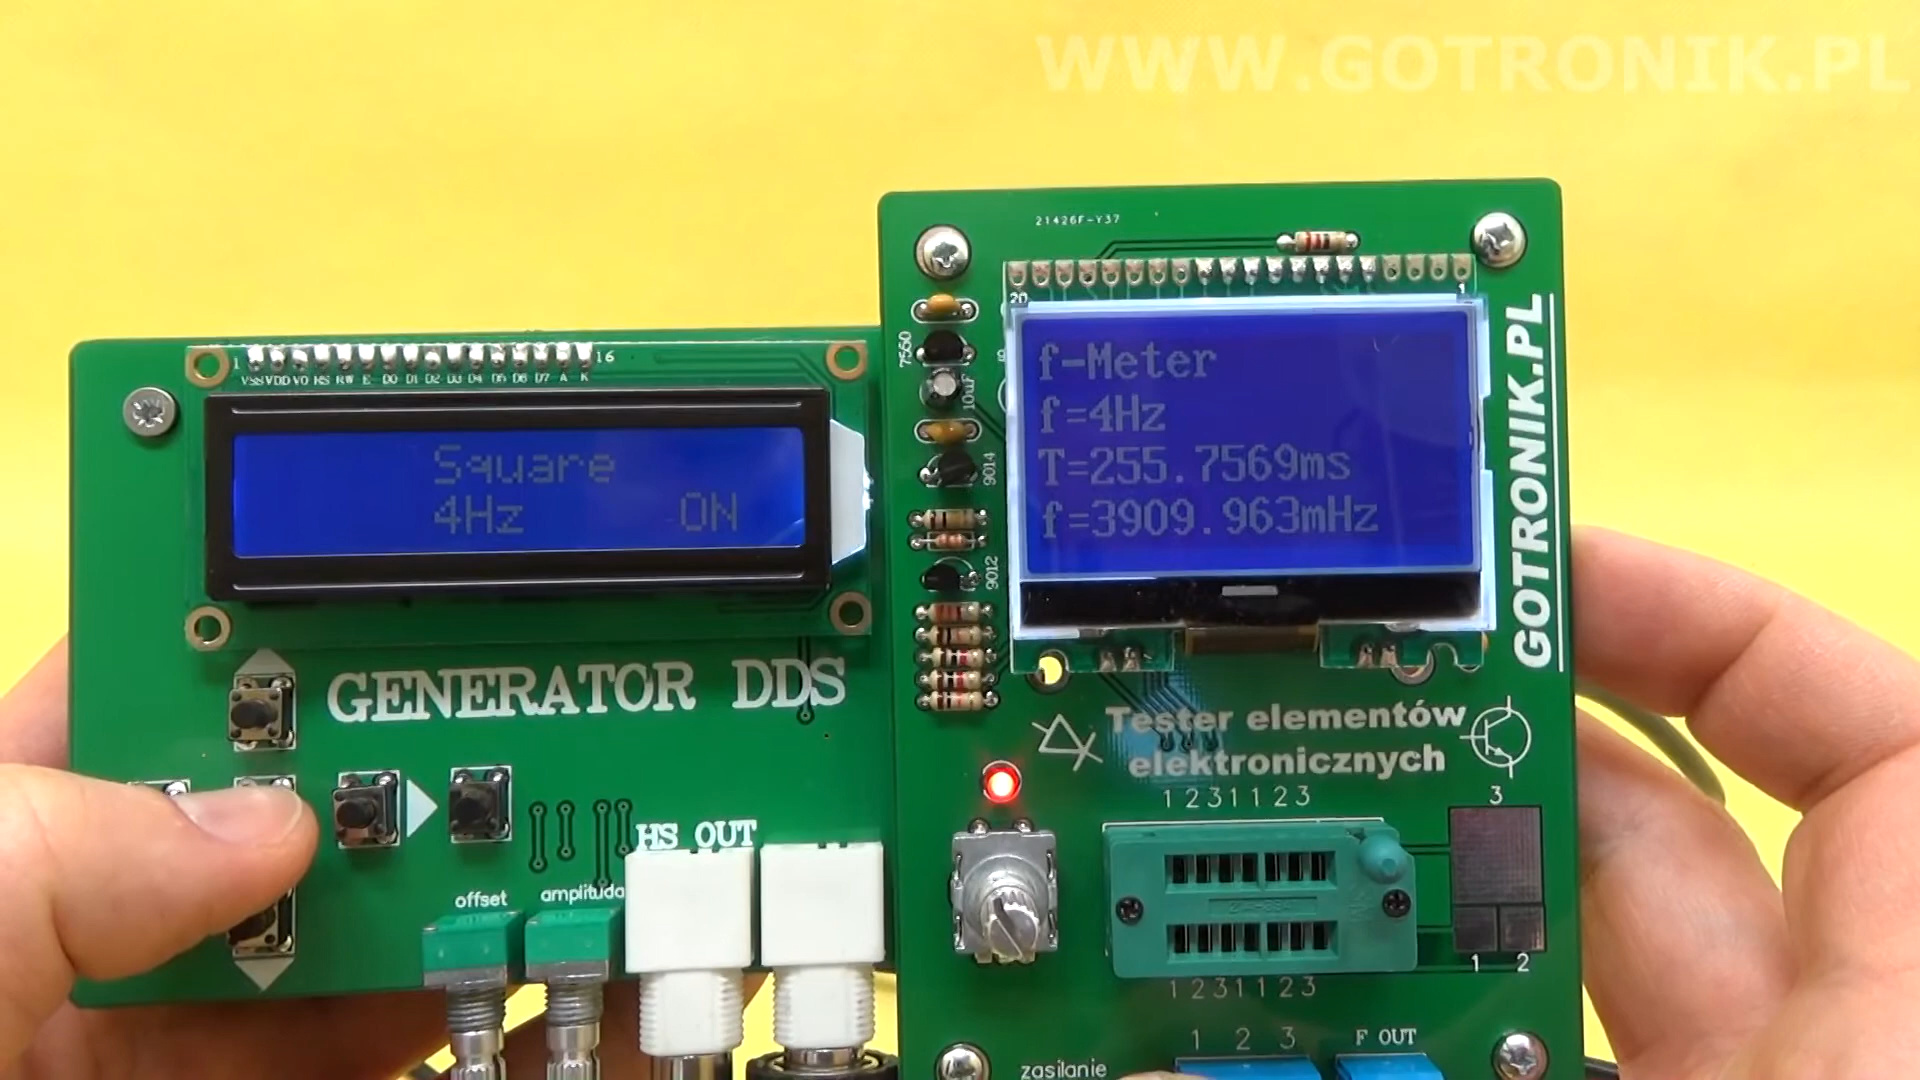 WWW.GOTRONIK.PL
21426F-Y37
20
1
7550
10uF
9014
9012
f-Meter
f=4Hz
T=255.7569ms
f=3909.963mHz
GOTRONIK.PL
1
16
VSS VDD VO RS RW E D0 D1 D2 D3 D4 D5 D6 D7 A K
Square
4Hz ON
GENERATOR DDS
HS OUT
offset
amplituda
Tester elementów
elektronicznych
1 2 3 1 1 2 3
3
1 2
1 2 3 1 1 2 3
1 2 3
F OUT
zasilanie